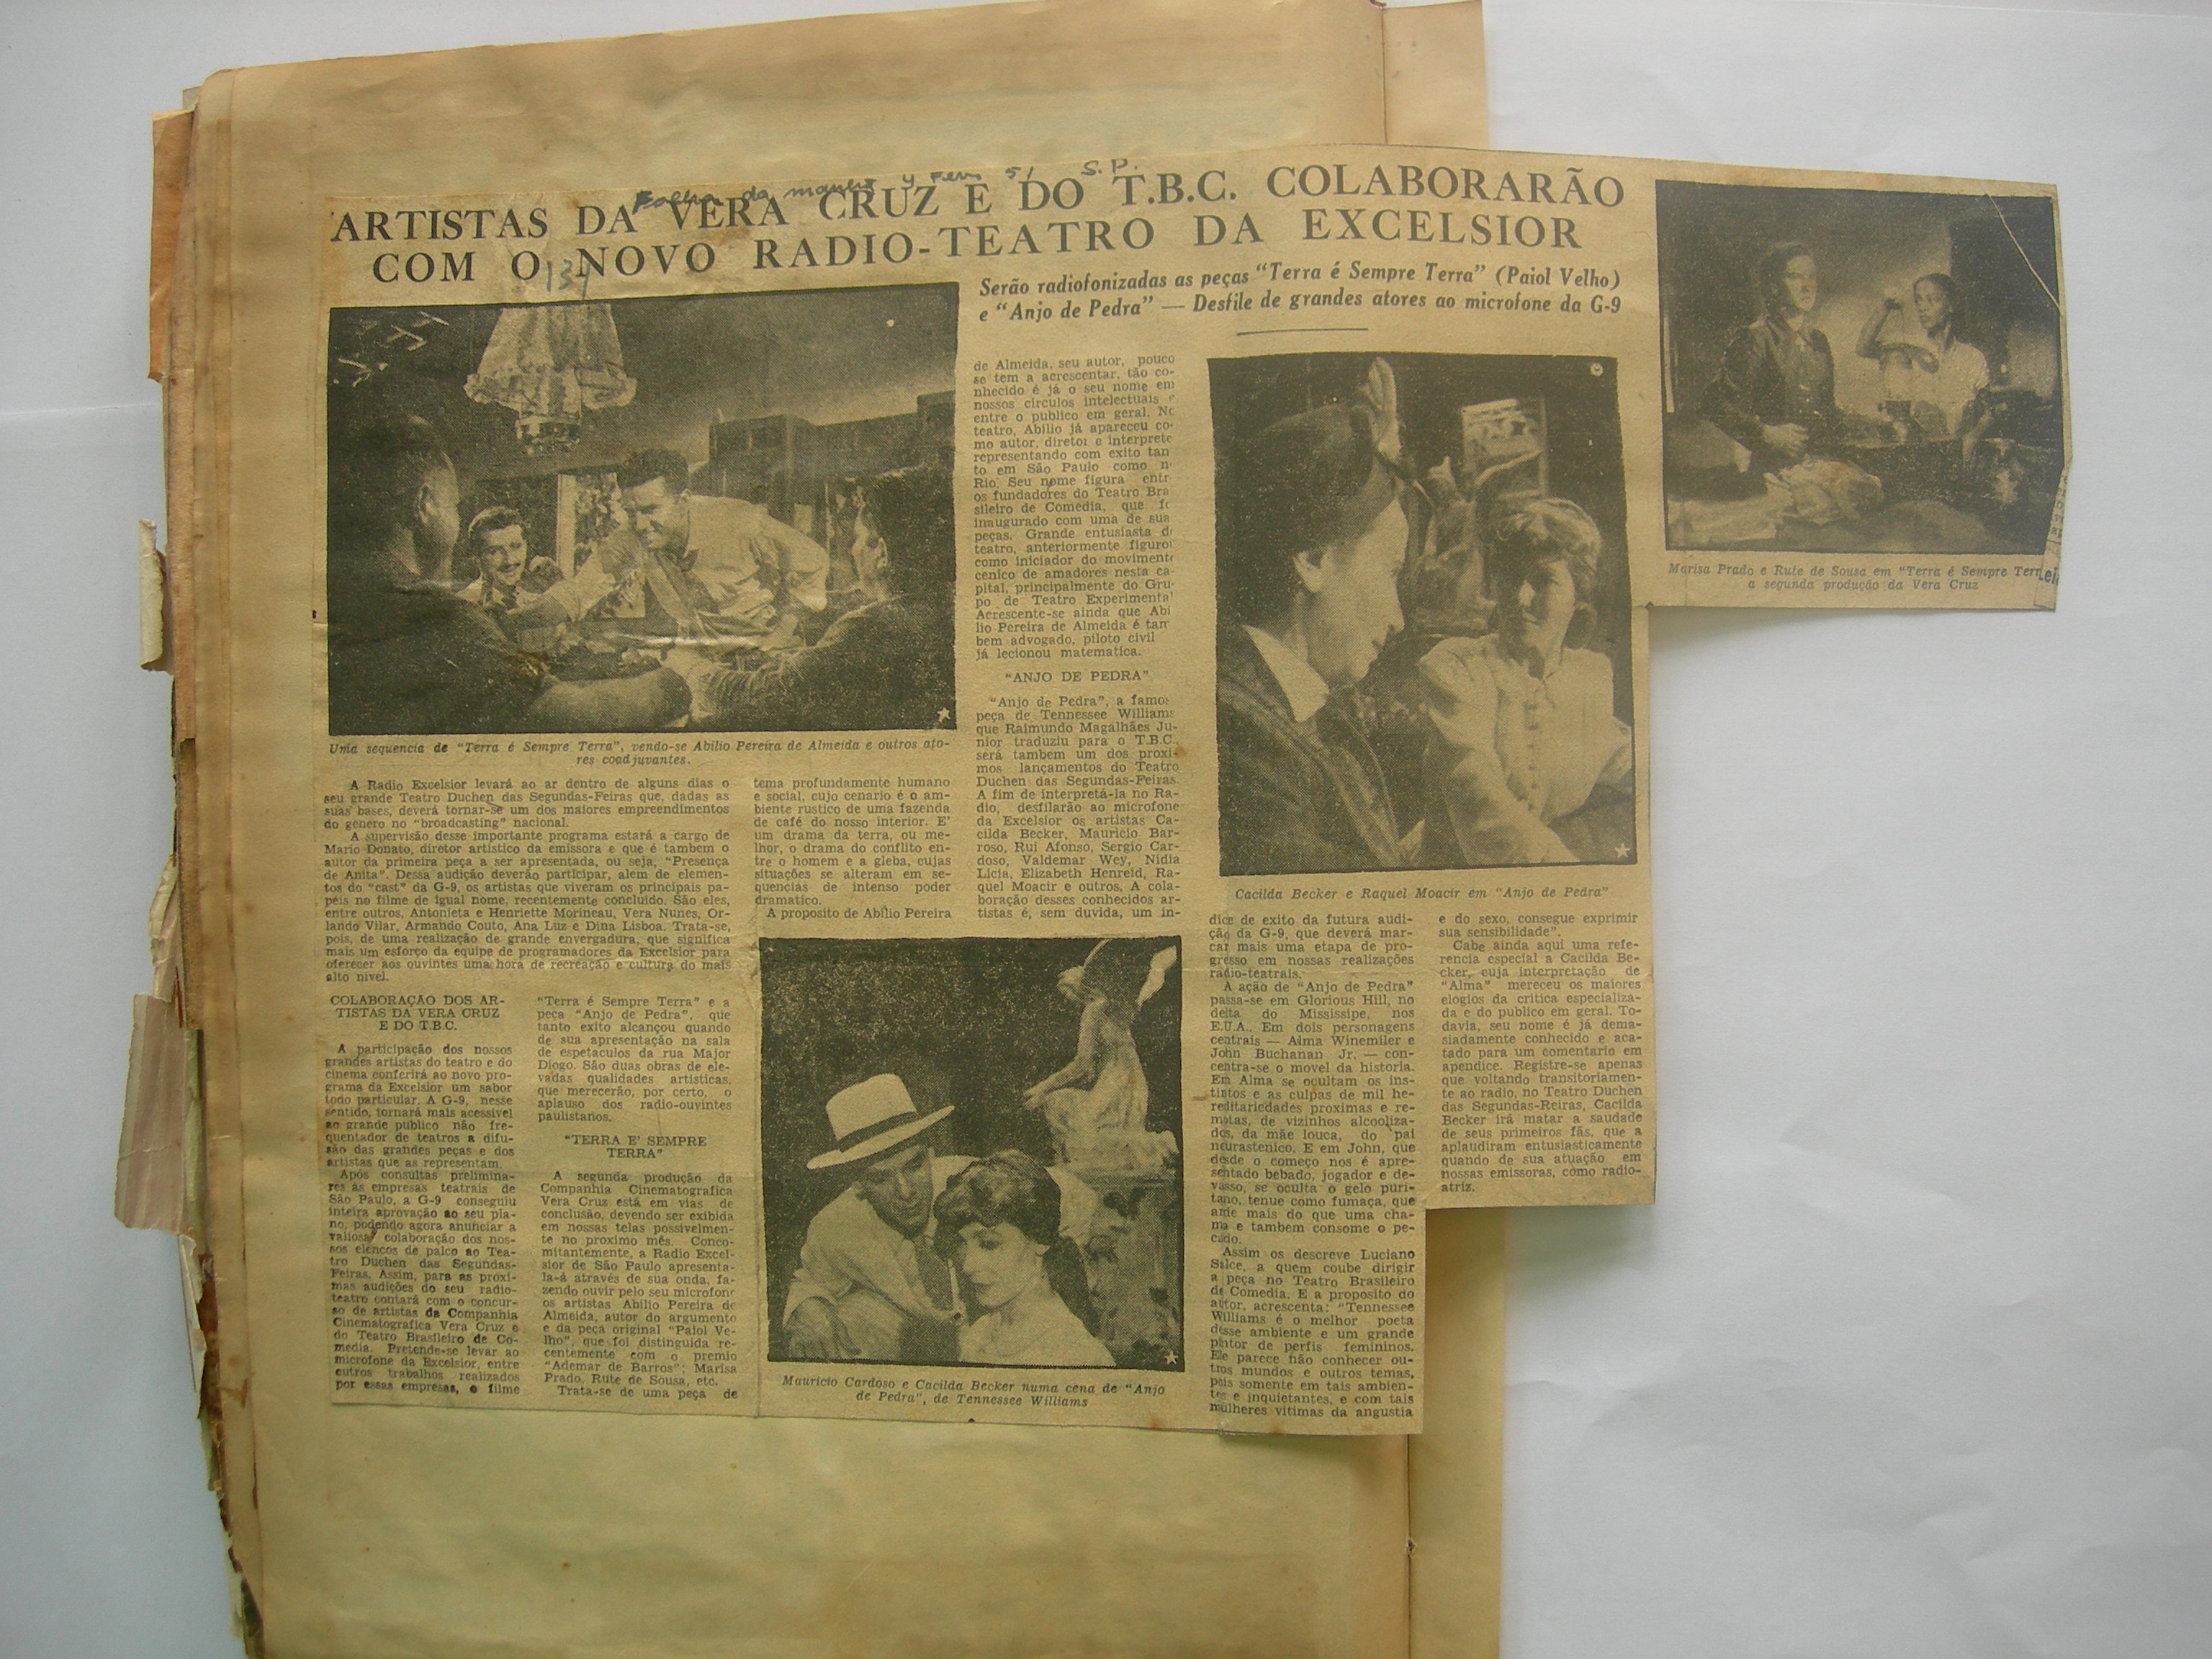 Folha da manhã 4 Fev. 51 S.P.
ARTISTAS DA VERA CRUZ E DO T.B.C. COLABORARÃO
COM O NOVO RADIO-TEATRO DA EXCELSIOR
131
Serão radiofonizadas as peças "Terra é Sempre Terra" (Paiol Velho)
e "Anjo de Pedra" — Desfile de grandes atores ao microfone da G-9
Uma sequencia de "Terra é Sempre Terra", vendo-se Abilio Pereira de Almeida e outros ato-
res coadjuvantes.
A Radio Excelsior levará ao ar dentro de alguns dias o
seu grande Teatro Duchen das Segundas-Feiras que, dadas as
suas bases, deverá tornar-se um dos maiores empreendimentos
do genero no "broadcasting" nacional.
A supervisão desse importante programa estará a cargo de
Mario Donato, diretor artistico da emissora e que é tambem o
autor da primeira peça a ser apresentada, ou seja, "Presença
de Anita". Dessa audição deverão participar, alem de elemen-
tos do "cast" da G-9, os artistas que viveram os principais pa-
péis no filme de igual nome, recentemente concluido. São eles,
entre outros, Antonieta e Henriette Morineau, Vera Nunes, Or-
lando Vilar, Armando Couto, Ana Luz e Dina Lisboa. Trata-se,
pois, de uma realização de grande envergadura, que significa
mais um esforço da equipe de programadores da Excelsior para
oferecer aos ouvintes uma hora de recreação e cultura do mais
alto nivel.
COLABORAÇÃO DOS AR-
TISTAS DA VERA CRUZ
E DO T.B.C.
A participação dos nossos
grandes artistas do teatro e do
cinema conferirá ao novo pro-
grama da Excelsior um sabor
todo particular. A G-9, nesse
sentido, tornará mais acessivel
ao grande publico não fre-
quentador de teatros a difu-
são das grandes peças e dos
artistas que as representam.
Após consultas prelimina-
res às empresas teatrais de
São Paulo, a G-9 conseguiu
inteira aprovação ao seu pla-
no, podendo agora anunciar a
valiosa colaboração dos nos-
sos elencos de palco ao Tea-
tro Duchen das Segundas-
Feiras. Assim, para as proxi-
mas audições do seu radio-
teatro contará com o concur-
so de artistas da Companhia
Cinematografica Vera Cruz e
do Teatro Brasileiro de Co-
media. Pretende-se levar ao
microfone da Excelsior, entre
outros trabalhos realizados
por essas empresas, o filme
"Terra é Sempre Terra" e a
peça "Anjo de Pedra", que
tanto exito alcançou quando
de sua apresentação na sala
de espetaculos da rua Major
Diogo. São duas obras de ele-
vadas qualidades artisticas,
que merecerão, por certo, o
aplauso dos radio-ouvintes
paulistanos.
"TERRA E' SEMPRE
TERRA"
A segunda produção da
Companhia Cinematografica
Vera Cruz está em vias de
conclusão, devendo ser exibida
em nossas telas possivelmen-
te no proximo mês. Conco-
mitantemente, a Radio Excel-
sior de São Paulo apresenta-
la-á através de sua onda, fa-
zendo ouvir pelo seu microfone
os artistas Abilio Pereira de
Almeida, autor do argumento
e da peça original "Paiol Ve-
lho", que foi distinguida re-
centemente com o premio
"Ademar de Barros"; Marisa
Prado, Rute de Sousa, etc.
Trata-se de uma peça de
tema profundamente humano
e social, cujo cenario é o am-
biente rustico de uma fazenda
de café do nosso interior. E'
um drama da terra, ou me-
lhor, o drama do conflito en-
tre o homem e a gleba, cujas
situações se alteram em se-
quencias de intenso poder
dramatico.
A proposito de Abilio Pereira
de Almeida, seu autor, pouco
se tem a acrescentar, tão co-
nhecido é já o seu nome em
nossos circulos intelectuais e
entre o publico em geral. No
teatro, Abilio já apareceu co-
mo autor, diretor e interprete
representando com exito tan
to em São Paulo como n
Rio. Seu nome figura entr
os fundadores do Teatro Bra
sileiro de Comedia, que fo
inaugurado com uma de sua
peças. Grande entusiasta do
teatro, anteriormente figurou
como iniciador do movimento
cenico de amadores nesta ca-
pital, principalmente do Gru-
po de Teatro Experimental
Acrescente-se ainda que Abi
lio Pereira de Almeida é tam
bem advogado, piloto civil
já lecionou matematica.
"ANJO DE PEDRA"
"Anjo de Pedra", a famos
peça de Tennessee Williams
que Raimundo Magalhães Ju-
nior traduziu para o T.B.C.,
será tambem um dos proxi-
mos lançamentos do Teatro
Duchen das Segundas-Feiras.
A fim de interpretá-la no Ra-
dio, desfilarão ao microfone
da Excelsior os artistas Ca-
cilda Becker, Mauricio Bar-
roso, Rui Afonso, Sergio Car-
doso, Valdemar Wey, Nidia
Licia, Elizabeth Henreid, Ra-
quel Moacir e outros. A cola-
boração desses conhecidos ar-
tistas é, sem duvida, um in-
Mauricio Cardoso e Cacilda Becker numa cena de "Anjo
de Pedra", de Tennessee Williams
Cacilda Becker e Raquel Moacir em "Anjo de Pedra"
dice de exito da futura audi-
ção da G-9, que deverá mar-
car mais uma etapa de pro-
gresso em nossas realizações
radio-teatrais.
A ação de "Anjo de Pedra"
passa-se em Glorious Hill, no
delta do Mississipe, nos
E.U.A.. Em dois personagens
centrais — Alma Winemiler e
John Buchanan Jr. — con-
centra-se o movel da historia.
Em Alma se ocultam os ins-
tintos e as culpas de mil he-
reditariedades proximas e re-
motas, de vizinhos alcooliza-
dos, da mãe louca, do pai
neurastenico. E em John, que
desde o começo nos é apre-
sentado bebado, jogador e de-
vasso, se oculta o gelo puri-
tano, tenue como fumaça, que
arde mais do que uma cha-
ma e tambem consome o pe-
cado.
Assim os descreve Luciano
Salce, a quem coube dirigir
a peça no Teatro Brasileiro
de Comedia. E a proposito do
autor, acrescenta: "Tennessee
Williams é o melhor poeta
desse ambiente e um grande
pintor de perfis femininos.
Ele parece não conhecer ou-
tros mundos e outros temas,
pois somente em tais ambien-
tes e inquietantes, e com tais
mulheres vitimas da angustia
e do sexo, consegue exprimir
sua sensibilidade".
Cabe ainda aqui uma refe-
rencia especial a Cacilda Be-
cker, cuja interpretação de
"Alma" mereceu os maiores
elogios da critica especializa-
da e do publico em geral. To-
davia, seu nome é já dema-
siadamente conhecido e aca-
tado para um comentario em
apendice. Registre-se apenas
que voltando transitoriamen-
te ao radio, no Teatro Duchen
das Segundas-Reiras, Cacilda
Becker irá matar a saudade
de seus primeiros fãs, que a
aplaudiram entusiasticamente
quando de sua atuação em
nossas emissoras, como radio-
atriz.
Marisa Prado e Rute de Sousa em "Terra é Sempre Terr
a segunda produção da Vera Cruz